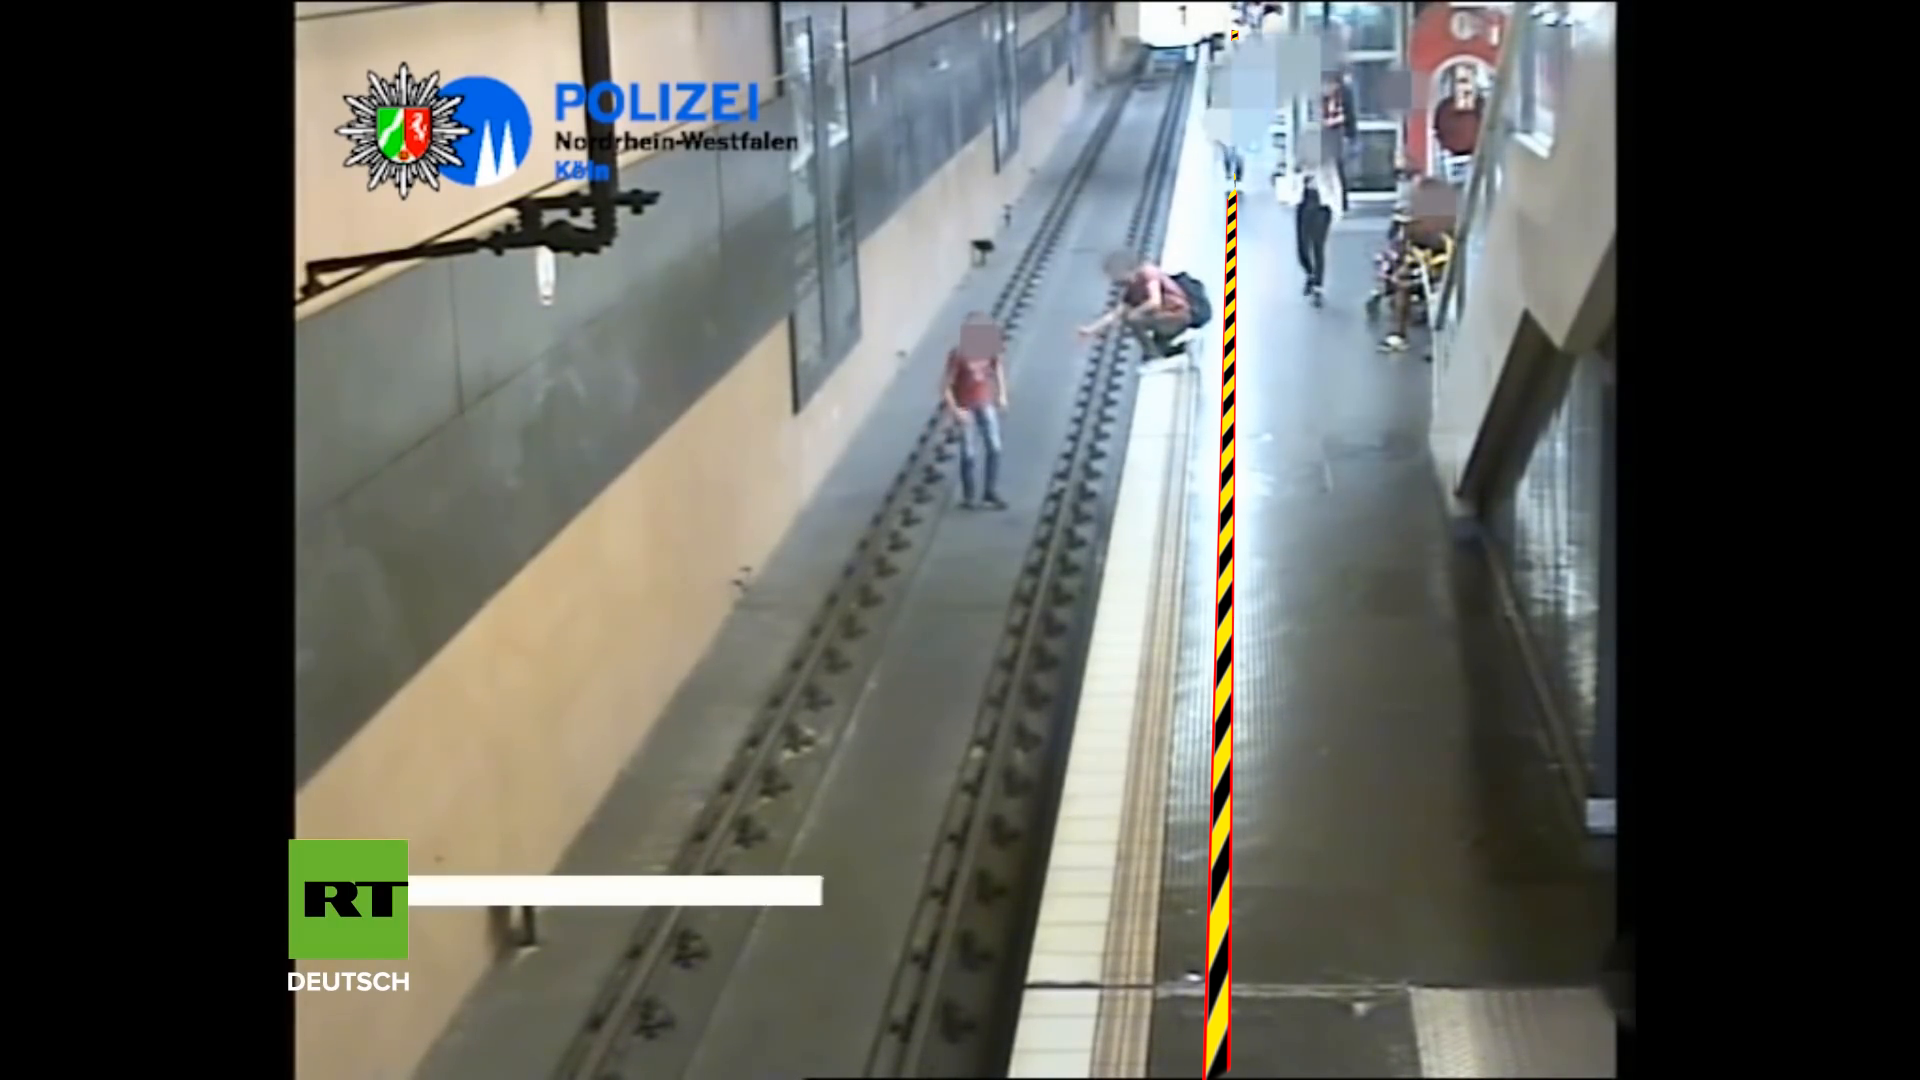 POLIZEI
Nordrhein-Westfalen
Köln
RT
DEUTSCH